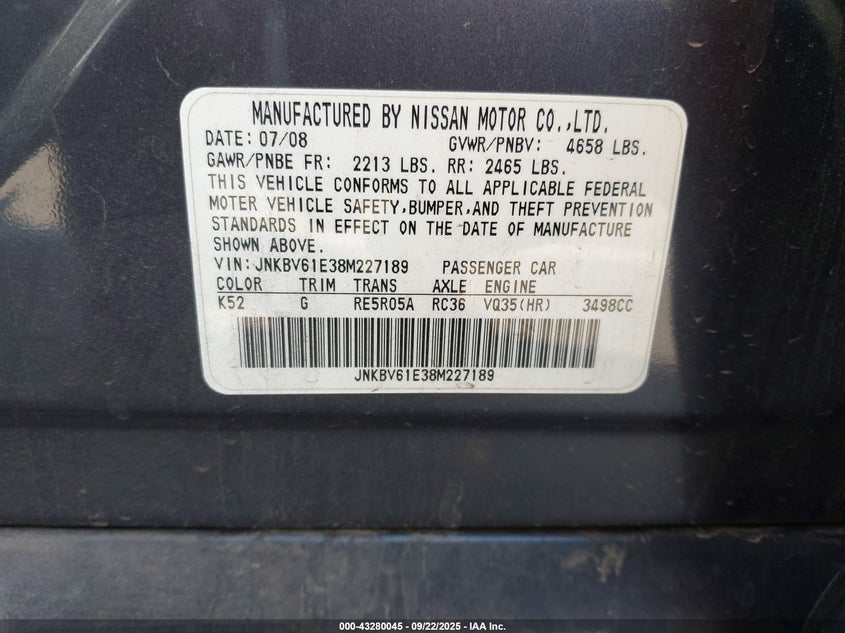 MANUFACTURED BY NISSAN MOTOR CO.,LTD.
DATE: 07/08 GVWR/PNBV: 4658 LBS.
GAWR/PNBE FR: 2213 LBS. RR: 2465 LBS.
THIS VEHICLE CONFORMS TO ALL APPLICABLE FEDERAL
MOTER VEHICLE SAFETY,BUMPER,AND THEFT PREVENTION
STANDARDS IN EFFECT ON THE DATE OF MANUFACTURE
SHOWN ABOVE.
VIN:JNKBV61E38M227189 PASSENGER CAR
COLOR TRIM TRANS AXLE ENGINE
K52 G RE5R05A RC36 VQ35(HR) 3498CC
JNKBV61E38M227189
000-43280045 - 09/22/2025 - IAA Inc.